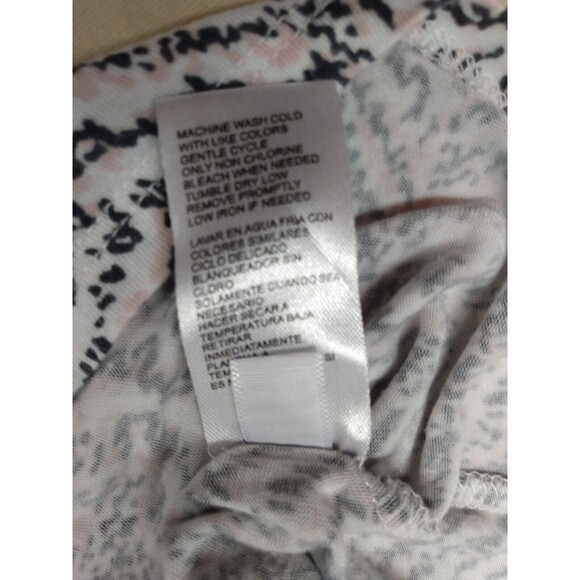 MACHINE WASH COLD
WITH LIKE COLORS
GENTLE CYCLE
ONLY NON CHLORINE
BLEACH WHEN NEEDED
TUMBLE DRY LOW
REMOVE PROMPTLY
LOW IRON IF NEEDED
LAVAR EN AGUA FRIA CON
COLORES SIMILARES
CICLO DELICADO
BLANQUEADOR SIN
CLORO
SOLAMENTE CUANDO SEA
NECESARIO
HACER SECARA
TEMPERATURA BAJA
RETIRAR
INMEDIATAMENTE
SI